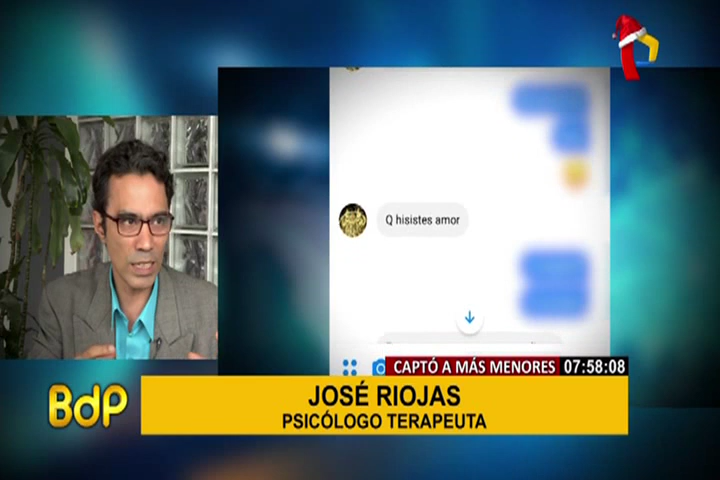 Q hisistes amor
CAPTÓ A MÁS MENORES 07:58:08
BdP
JOSÉ RIOJAS
PSICÓLOGO TERAPEUTA